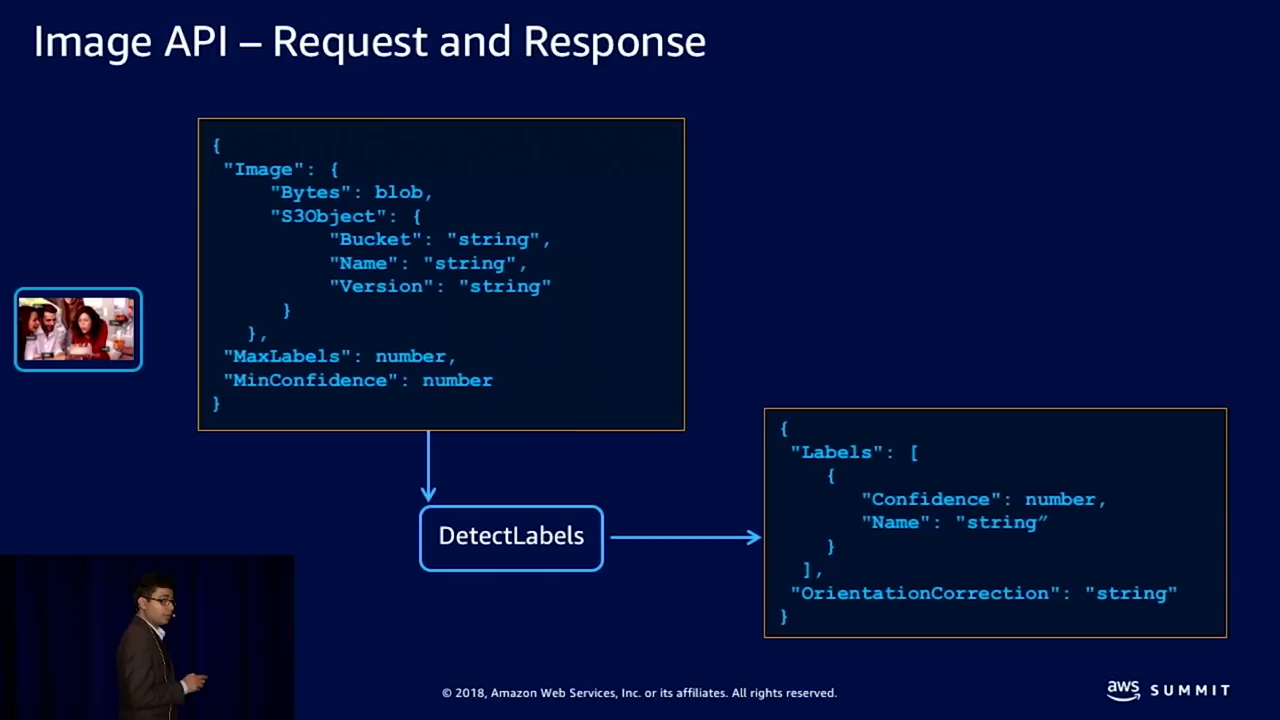 Image API – Request and Response
{
"Image": {
"Bytes": blob,
"S3Object": {
"Bucket": "string",
"Name": "string",
"Version": "string"
}
},
"MaxLabels": number,
"MinConfidence": number
}
DetectLabels
{
"Labels": [
{
"Confidence": number,
"Name": "string”
}
],
"OrientationCorrection": "string"
}
© 2018, Amazon Web Services, Inc. or its affiliates. All rights reserved.
aws SUMMIT